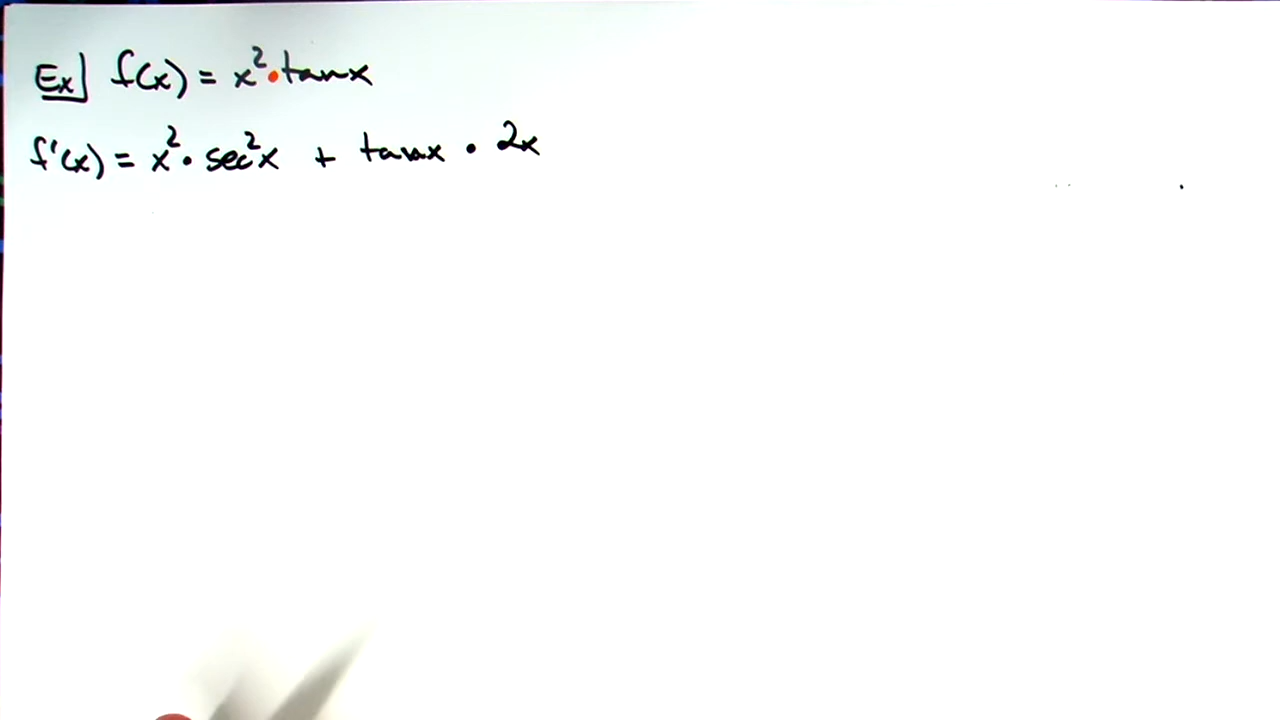 Ex] f(x) = x²·tanx
f'(x) = x²· sec²x + tanx · 2x